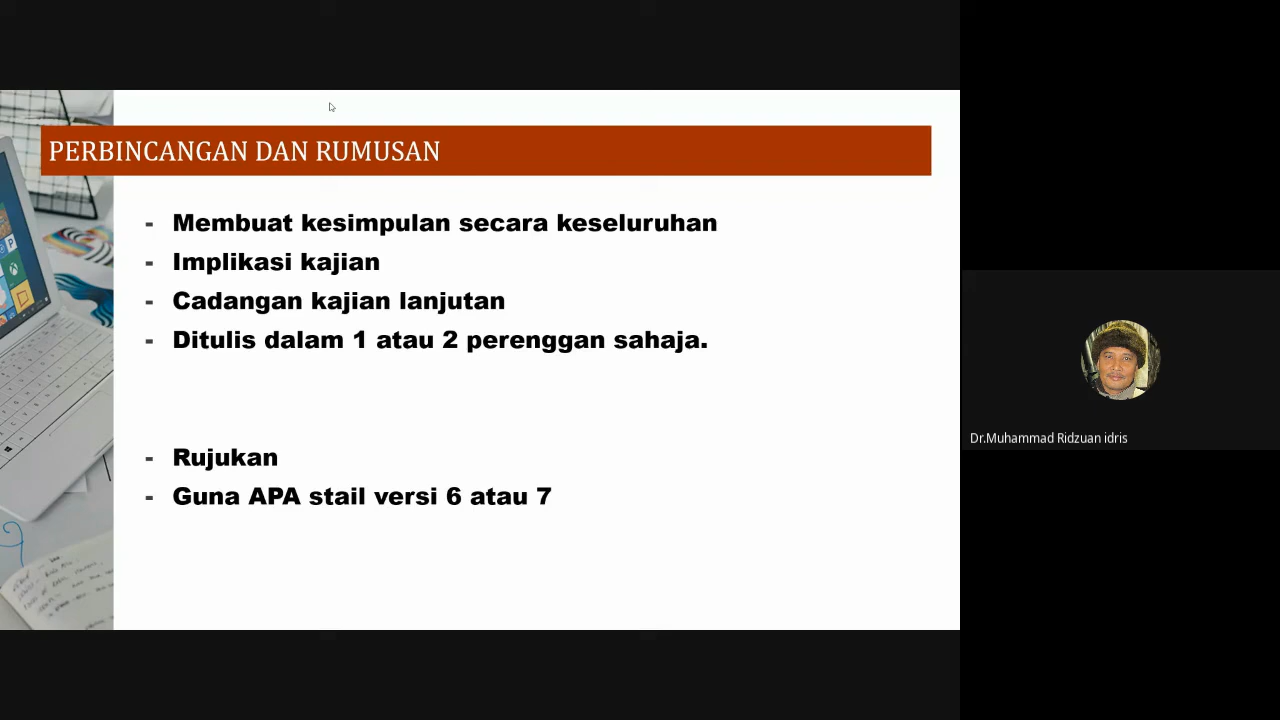 PERBINCANGAN DAN RUMUSAN
- Membuat kesimpulan secara keseluruhan
- Implikasi kajian
- Cadangan kajian lanjutan
- Ditulis dalam 1 atau 2 perenggan sahaja.
- Rujukan
- Guna APA stail versi 6 atau 7
Dr.Muhammad Ridzuan idris